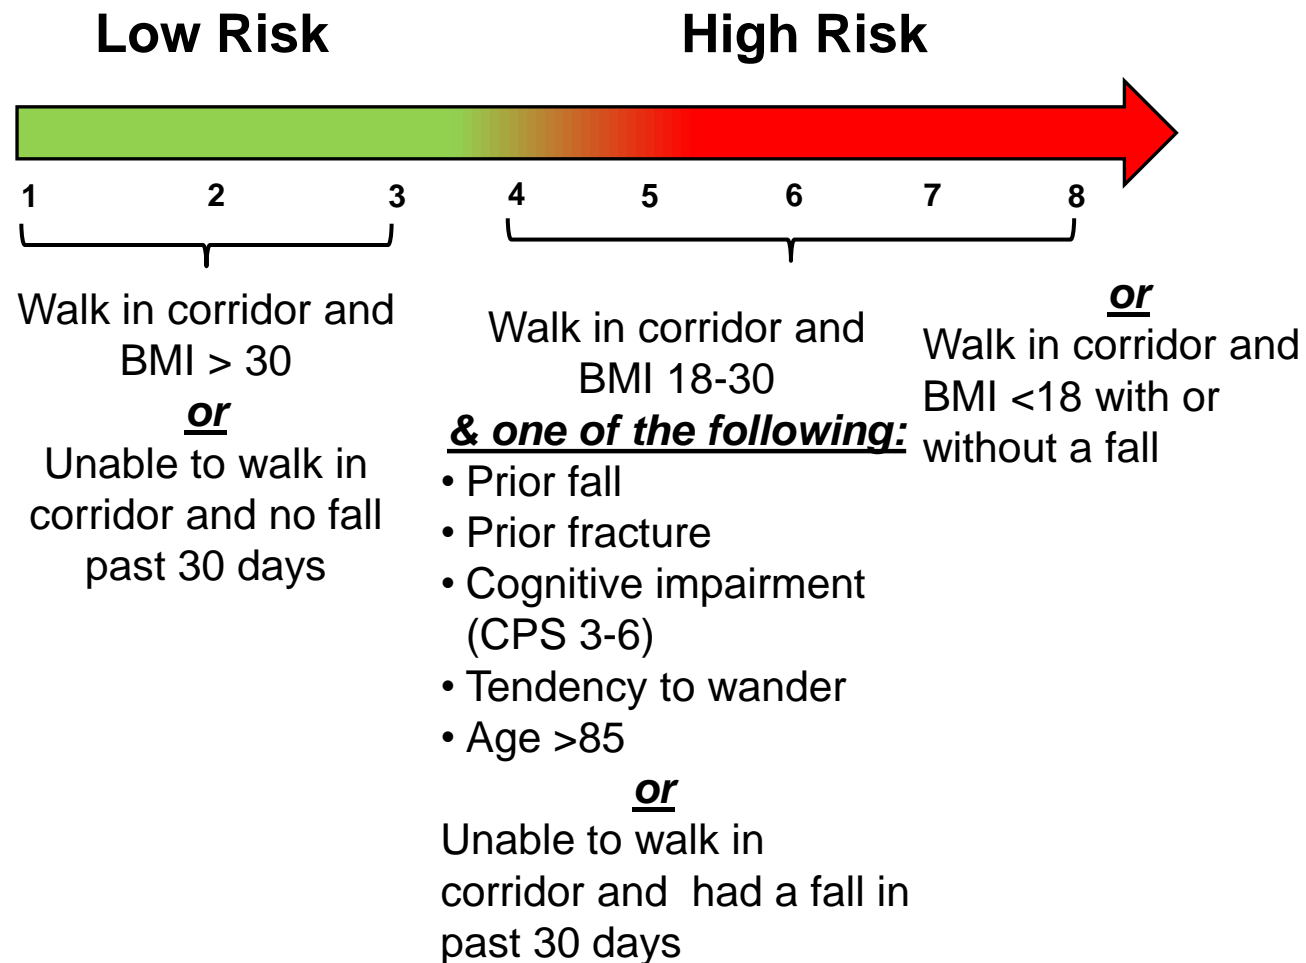 Low Risk
High Risk
1 2 3 4 5 6 7 8
Walk in corridor and
BMI > 30
or
Unable to walk in
corridor and no fall
past 30 days
Walk in corridor and
BMI 18-30
& one of the following:
• Prior fall
• Prior fracture
• Cognitive impairment
(CPS 3-6)
• Tendency to wander
• Age >85
or
Unable to walk in
corridor and had a fall in
past 30 days
or
Walk in corridor and
BMI <18 with or
without a fall